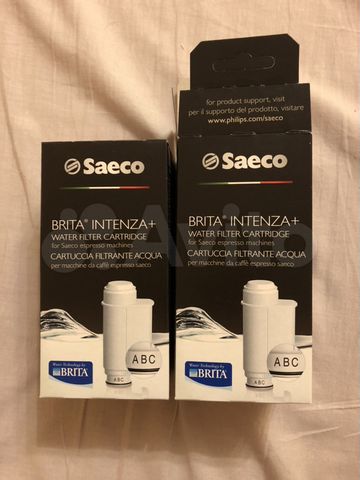 Saeco
BRITA® INTENZA+
WATER FILTER CARTRIDGE
for Saeco espresso machines
CARTUCCIA FILTRANTE ACQUA
per macchine da caffè espresso saeco
ABC
ABC
Water Technology by
BRITA
for product support, visit
per il supporto del prodotto, visitare
www.philips.com/saeco
Saeco
BRITA® INTENZA+
WATER FILTER CARTRIDGE
for Saeco espresso machines
CARTUCCIA FILTRANTE ACQUA
per macchine da caffè espresso saeco
ABC
ABC
Water Technology by
BRITA
Avito